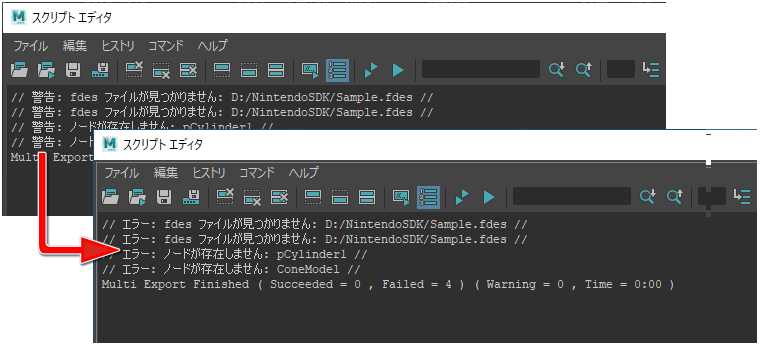 スクリプト エディタ
ファイル 編集 ヒストリ コマンド ヘルプ
// 警告: fdes ファイルが見つかりません: D:/NintendoSDK/Sample.fdes //
// 警告: fdes ファイルが見つかりません: D:/NintendoSDK/Sample.fdes //
// 警告: ノードが存在しません: pCylinder1 //
// 警告: ノー
Multi Export
スクリプト エディタ
ファイル 編集 ヒストリ コマンド ヘルプ
// エラー: fdes ファイルが見つかりません: D:/NintendoSDK/Sample.fdes //
// エラー: fdes ファイルが見つかりません: D:/NintendoSDK/Sample.fdes //
// エラー: ノードが存在しません: pCylinder1 //
// エラー: ノードが存在しません: ConeModel //
Multi Export Finished ( Succeeded = 0 , Failed = 4 ) ( Warning = 0 , Time = 0:00 )